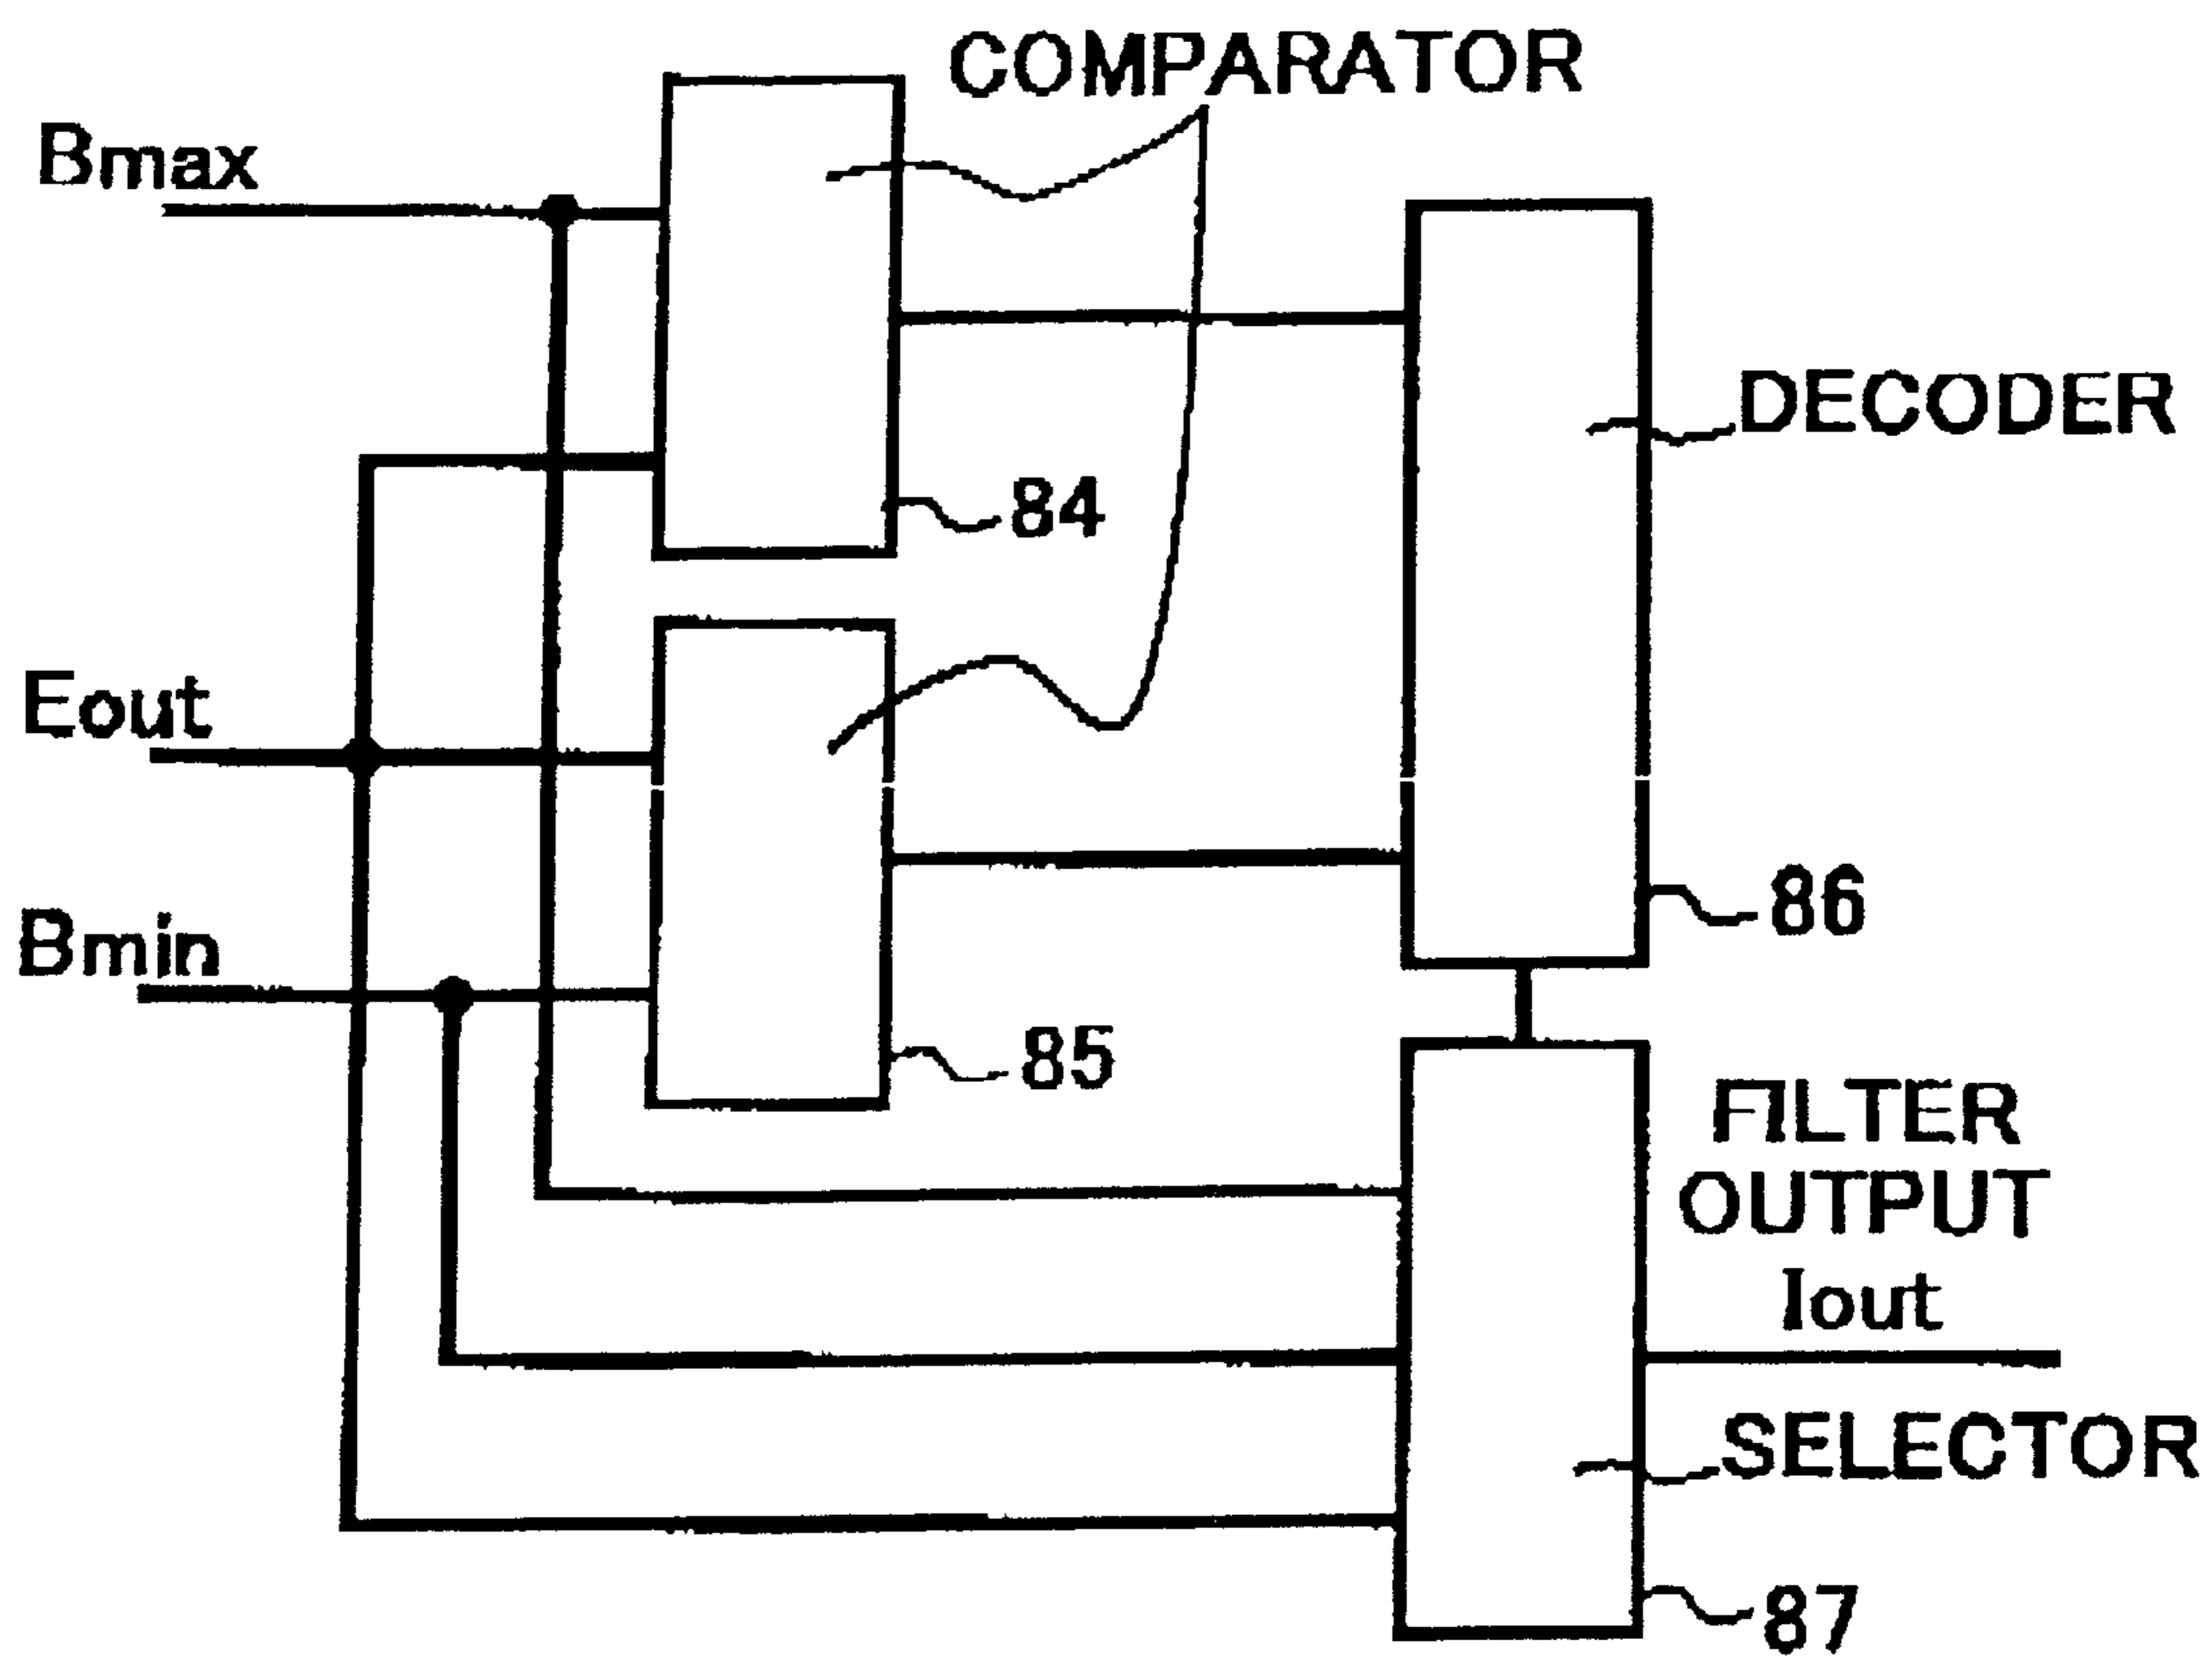 COMPARATOR
Bmax
DECODER
84
Eout
86
Bmin
85
FILTER
OUTPUT
Iout
SELECTOR
87